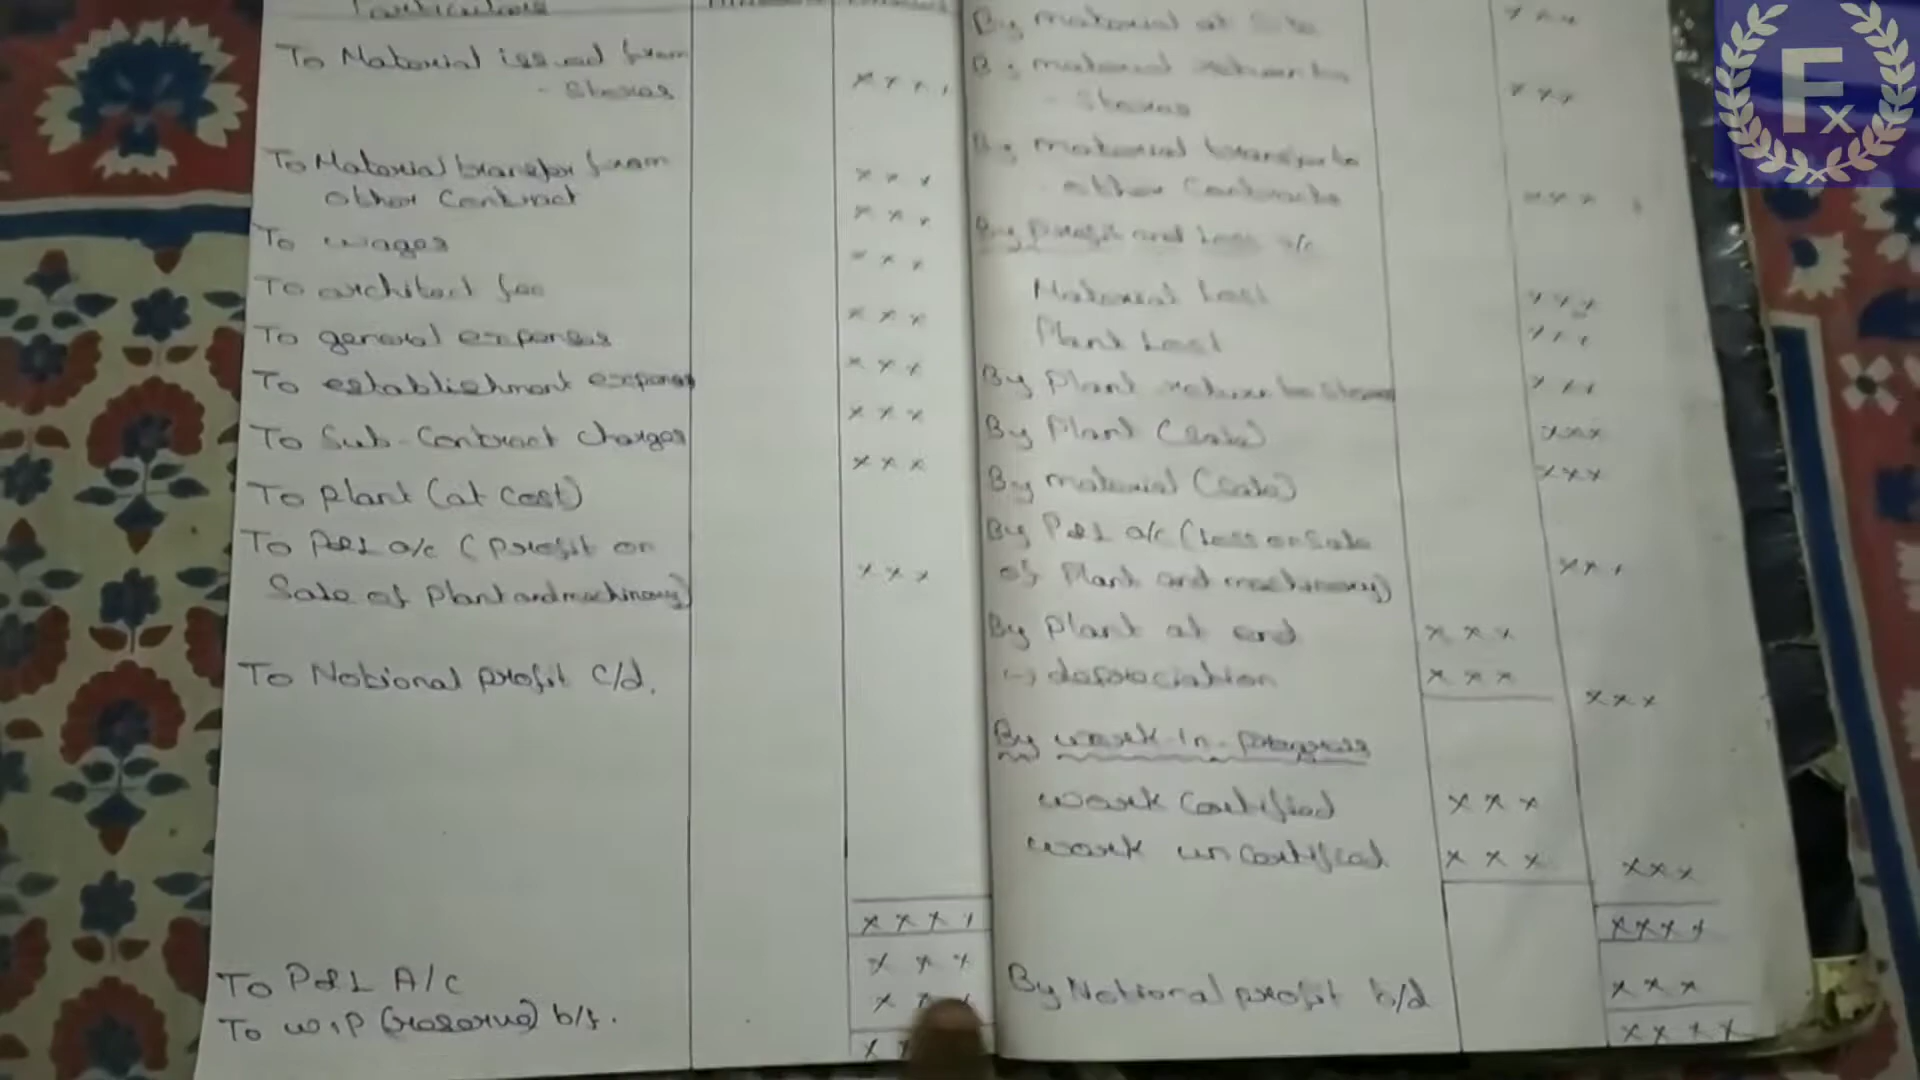 Particulars
To Material issued from
- Stores
x x x x
To Material transfer from
other Contract
x x x
To wages
x x x
To architect fee
x x x
To general expenses
x x x
To establishment expenses
x x x
To Sub-Contract charges
x x x
To plant (at cost)
x x x
To P&L a/c (profit on
Sale of plant and machinery)
x x x
To Notional profit c/d.
x x x x
To P&L A/c
x x x
To W.I.P (reserve) b/f.
By material at Site
x x x
By material return to
- Stores
x x x
By material transfer to
- other Contracts
x x x
By profit and Loss a/c
Material Lost
x x x
Plant Lost
x x x
By Plant return to Stores
x x x
By Plant (Sale)
x x x
By material (Sale)
x x x
By P&L a/c (Loss on Sale
of Plant and machinery)
x x x
By Plant at end
x x x
(-) depreciation
x x x
x x x
By work-in-progress
work Certified
x x x
work uncertified
x x x
x x x
x x x x
By Notional profit b/d
x x x
x x x x
Fx